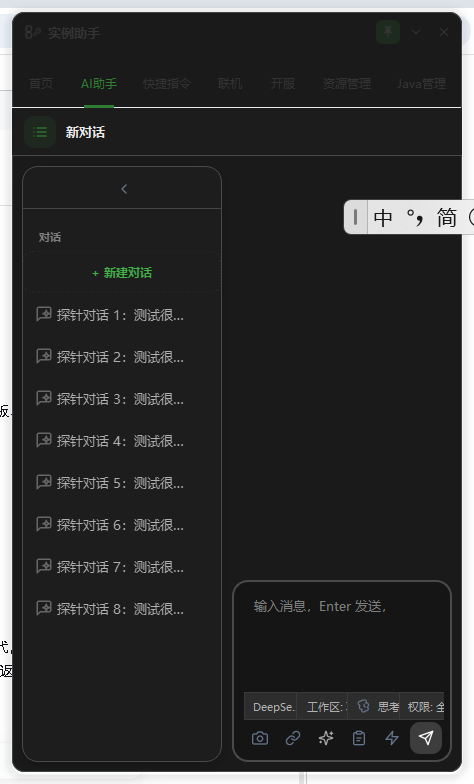 实例助手
首页 AI助手 快捷指令 联机 开服 资源管理 Java管理
新对话
中 °, 简
对话
+ 新建对话
探针对话 1: 测试很...
探针对话 2: 测试很...
探针对话 3: 测试很...
探针对话 4: 测试很...
探针对话 5: 测试很...
探针对话 6: 测试很...
探针对话 7: 测试很...
探针对话 8: 测试很...
输入消息，Enter 发送，
DeepSe.. 工作区: 思考 权限: 全